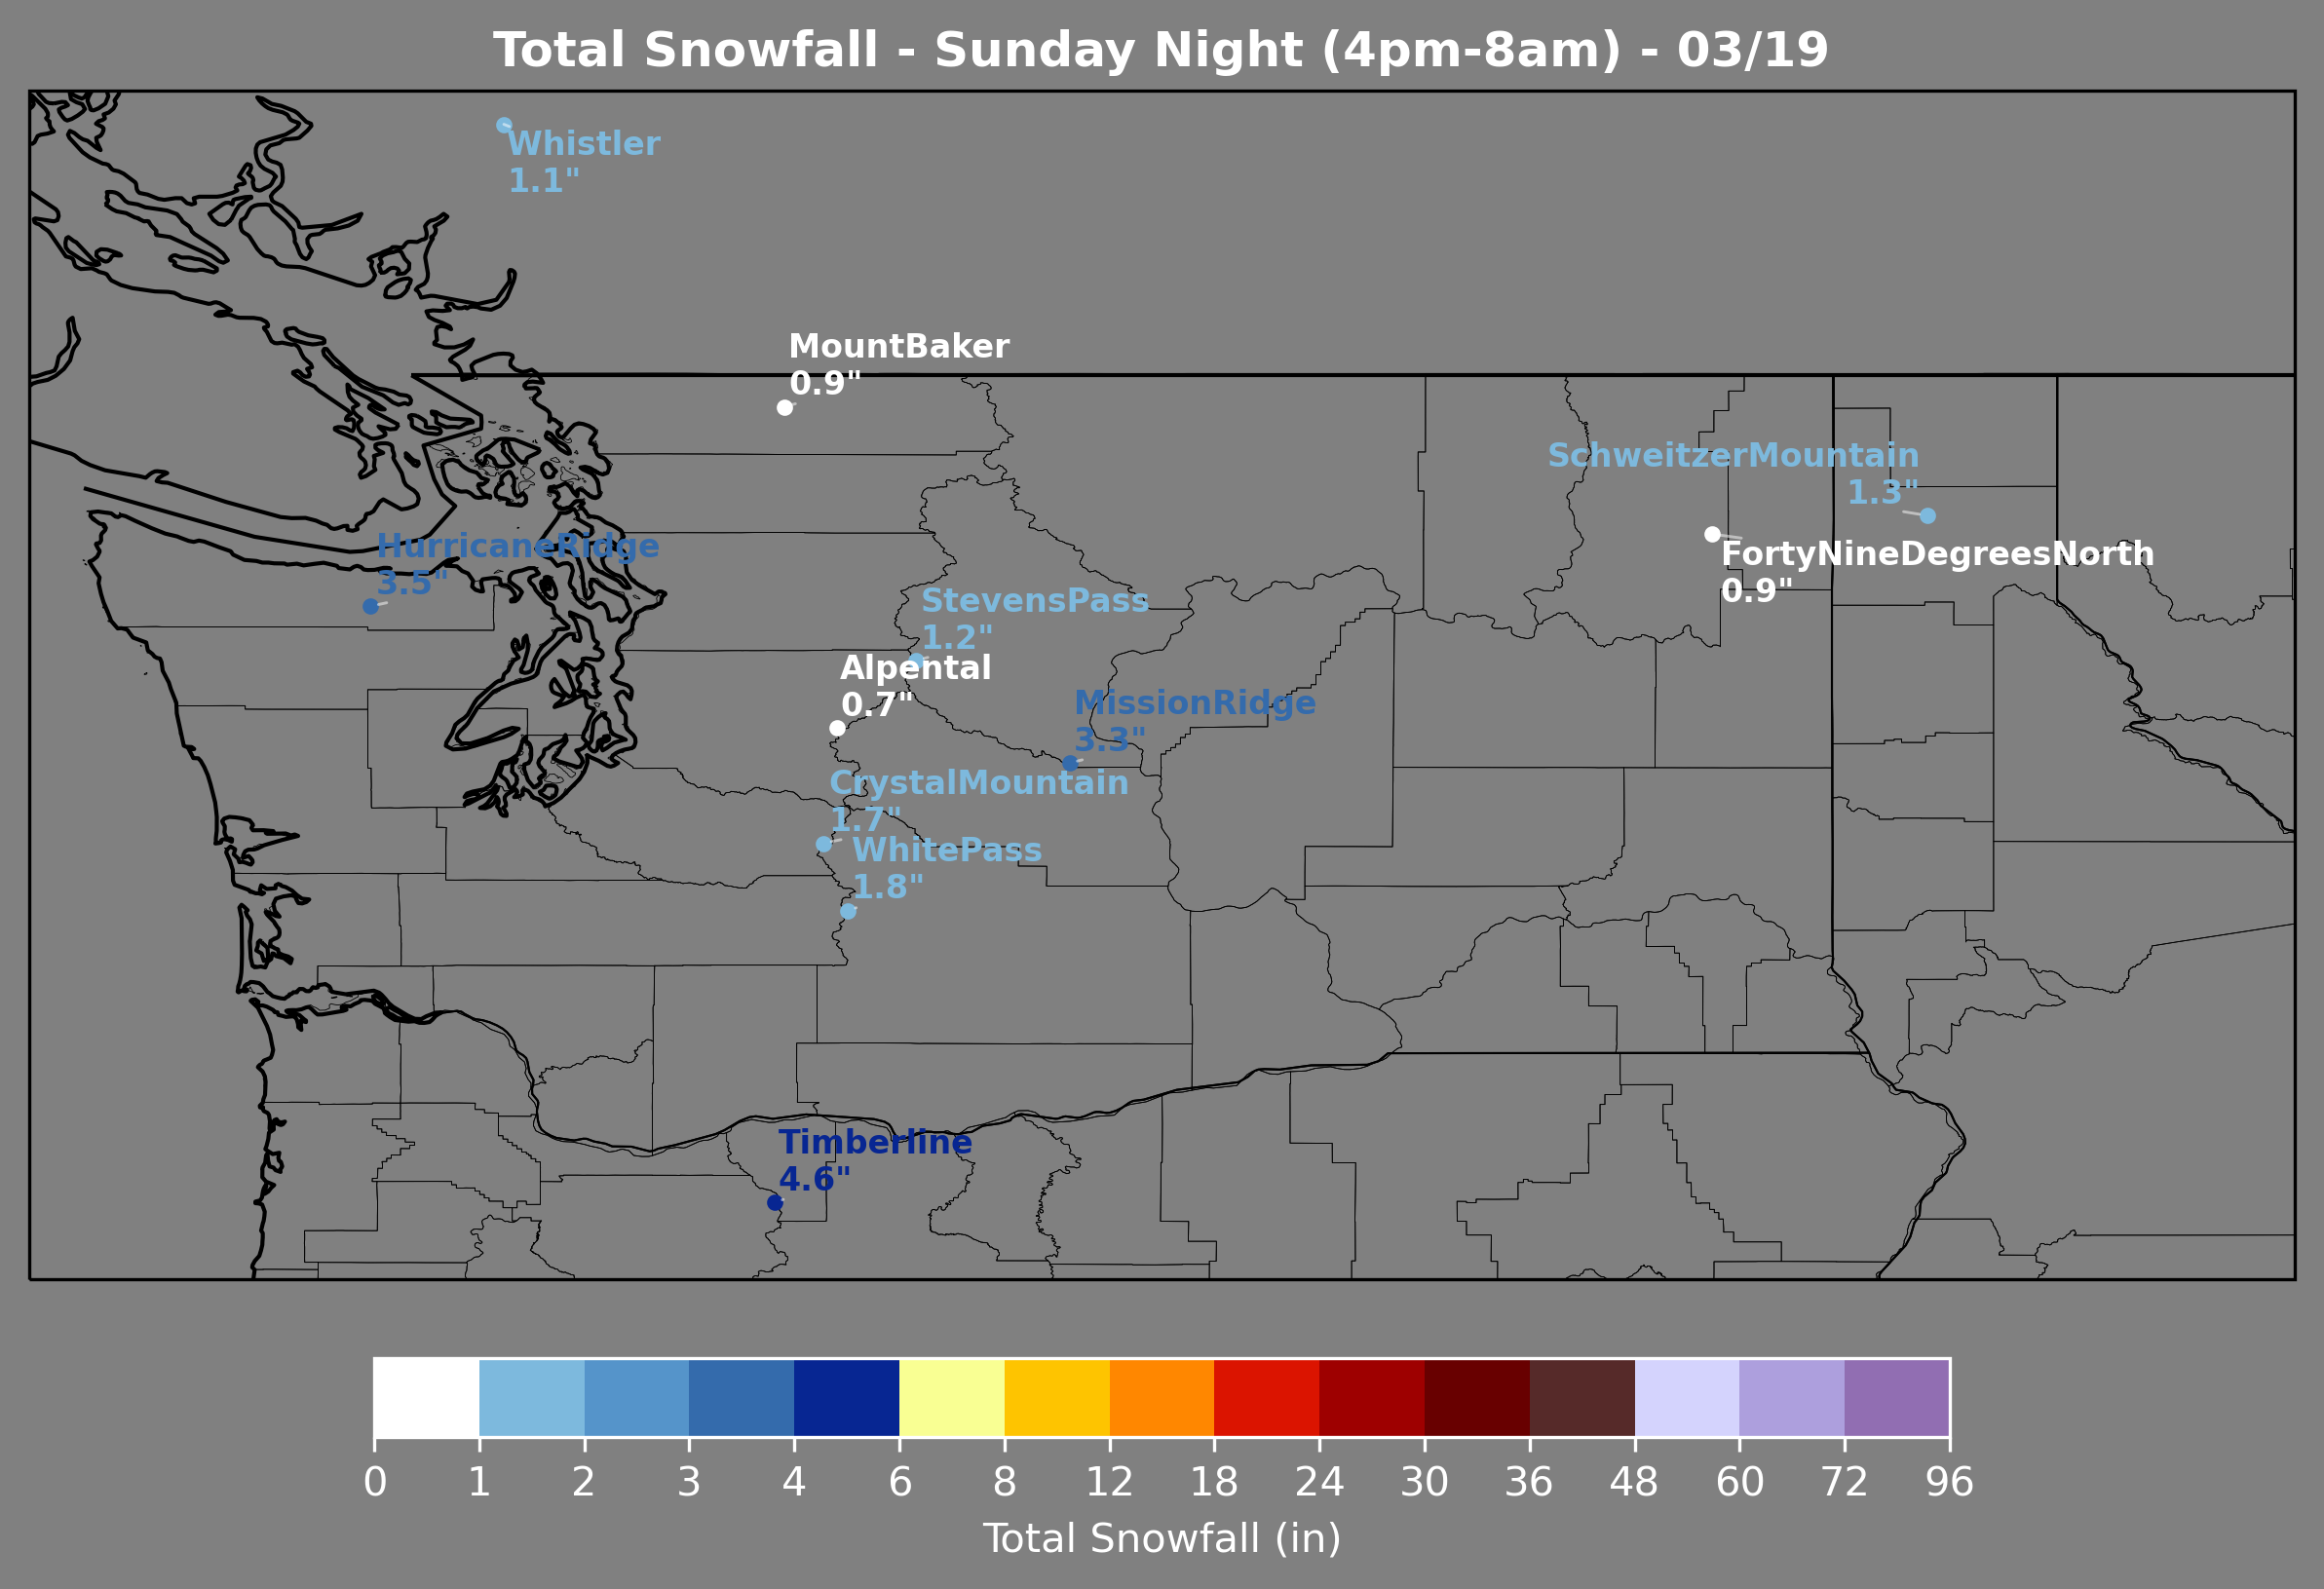 Total Snowfall - Sunday Night (4pm-8am) - 03/19
Whistler
1.1"
MountBaker
0.9"
SchweitzerMountain
1.3"
HurricaneRidge
3.5"
FortyNineDegreesNorth
0.9"
StevensPass
1.2"
Alpental
0.7"
MissionRidge
3.3"
CrystalMountain
1.7"
WhitePass
1.8"
Timberline
4.6"
0 1 2 3 4 6 8 12 18 24 30 36 48 60 72 96
Total Snowfall (in)